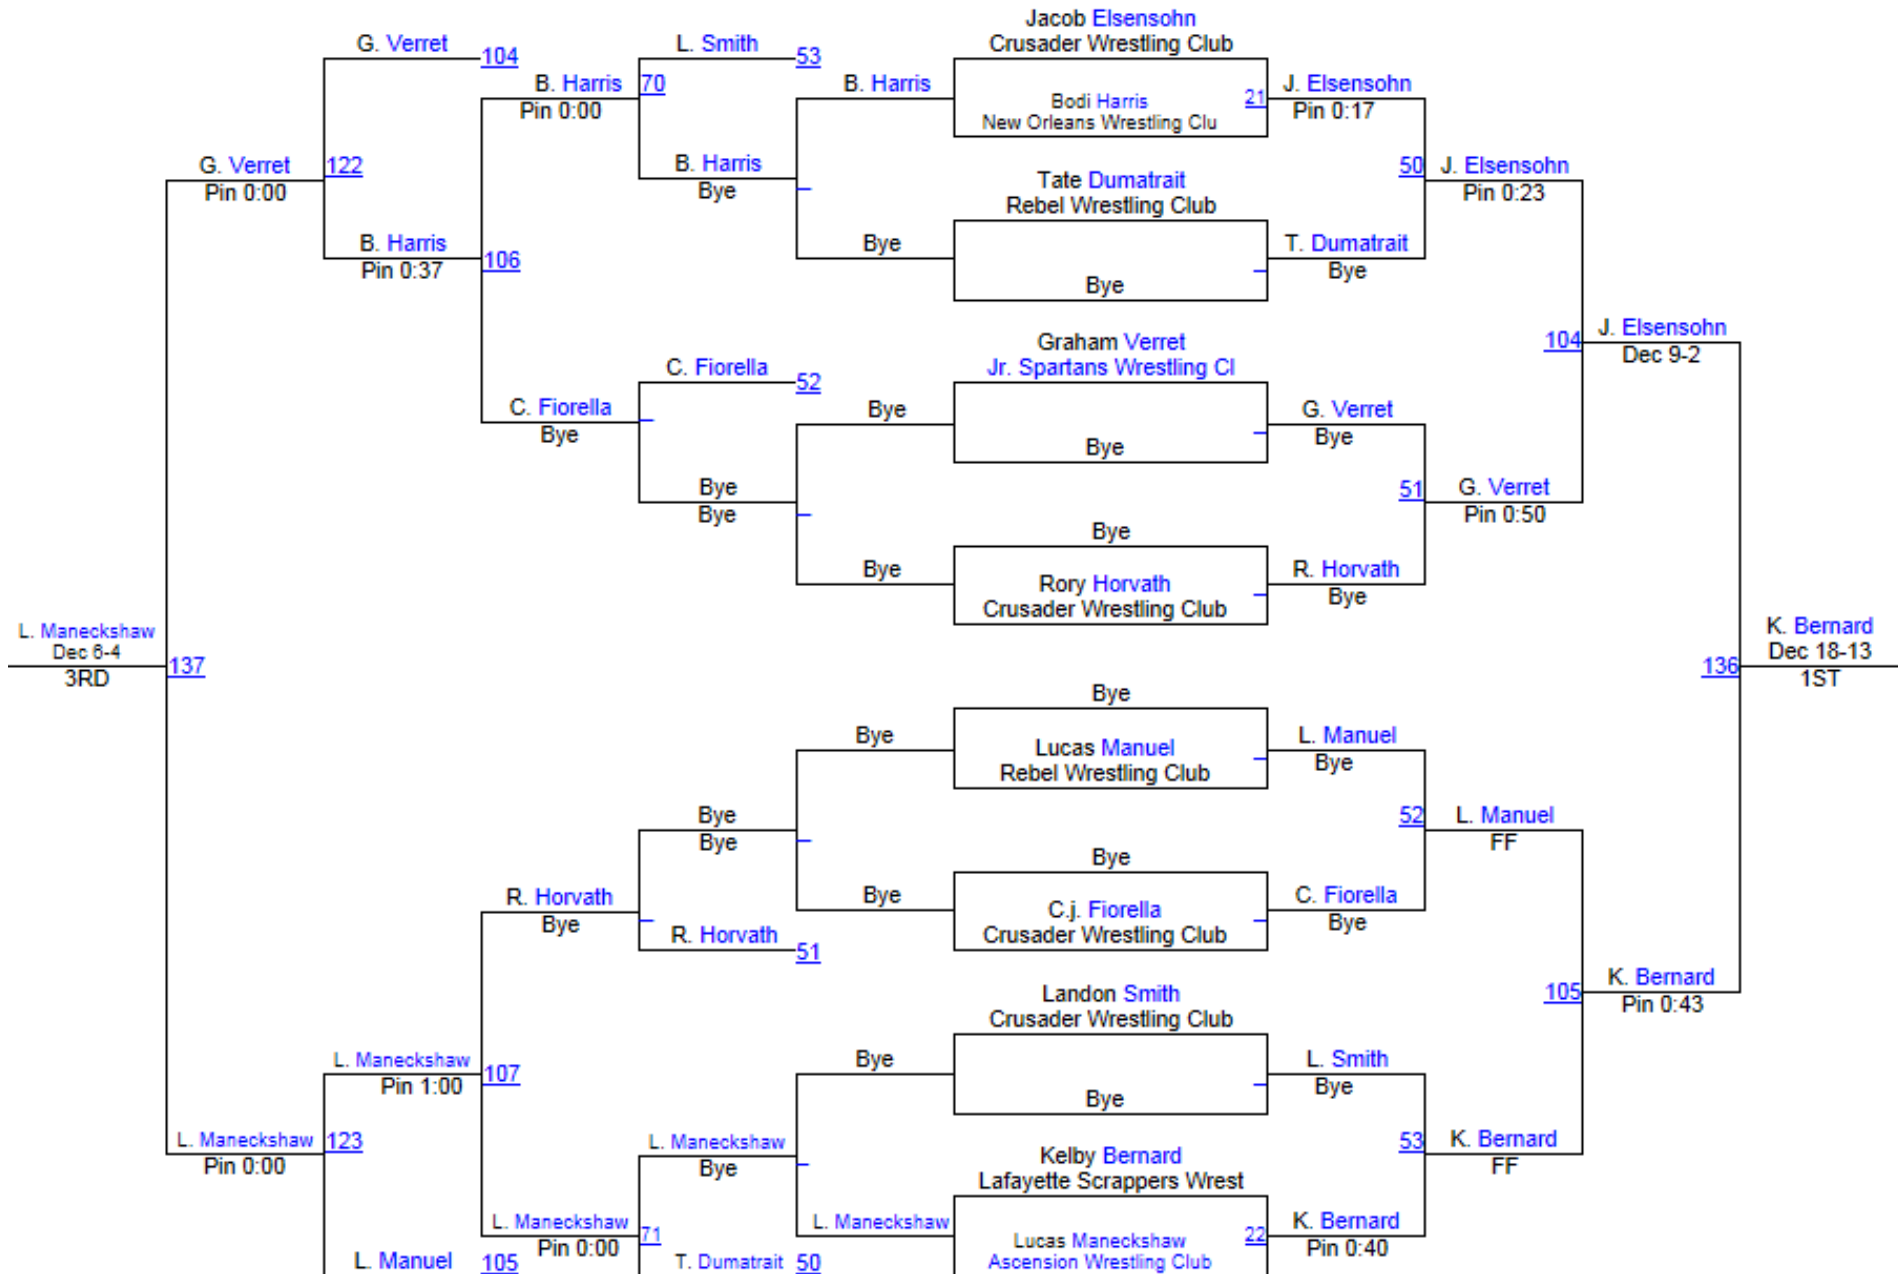 Jacob Elsensohn
G. Verret
L. Smith
Crusader Wrestling Club
104
53
B. Harris
70
B. Harris
J. Elsensohn
Pin 0:00
Bodi Harris
21
Pin 0:17
New Orleans Wrestling Clu
G. Verret
122
B. Harris
50
J. Elsensohn
Pin 0:00
Bye
Tate Dumatrait
Pin 0:23
Rebel Wrestling Club
B. Harris
Bye
T. Dumatrait
Pin 0:37
106
Bye
Bye
Graham Verret
104
J. Elsensohn
C. Fiorella
Jr. Spartans Wrestling Cl
Dec 9-2
52
C. Fiorella
Bye
G. Verret
Bye
Bye
Bye
Bye
51
G. Verret
Bye
Pin 0:50
Bye
Bye
Rory Horvath
R. Horvath
Crusader Wrestling Club
Bye
L. Maneckshaw
K. Bernard
Dec 6-4
Dec 18-13
137
136
3RD
1ST
Bye
Bye
Lucas Manuel
L. Manuel
Rebel Wrestling Club
Bye
Bye
52
L. Manuel
Bye
FF
Bye
R. Horvath
Bye
C.j. Fiorella
C. Fiorella
Bye
R. Horvath
Crusader Wrestling Club
Bye
51
Landon Smith
105
K. Bernard
Crusader Wrestling Club
Pin 0:43
L. Maneckshaw
Bye
L. Smith
Pin 1:00
107
Bye
Bye
L. Maneckshaw
123
L. Maneckshaw
53
K. Bernard
Pin 0:00
Bye
Kelby Bernard
FF
Lafayette Scrappers Wrest
L. Maneckshaw
71
L. Maneckshaw
22
K. Bernard
Pin 0:00
Lucas Maneckshaw
Pin 0:40
L. Manuel
105
T. Dumatrait
50
Ascension Wrestling Club